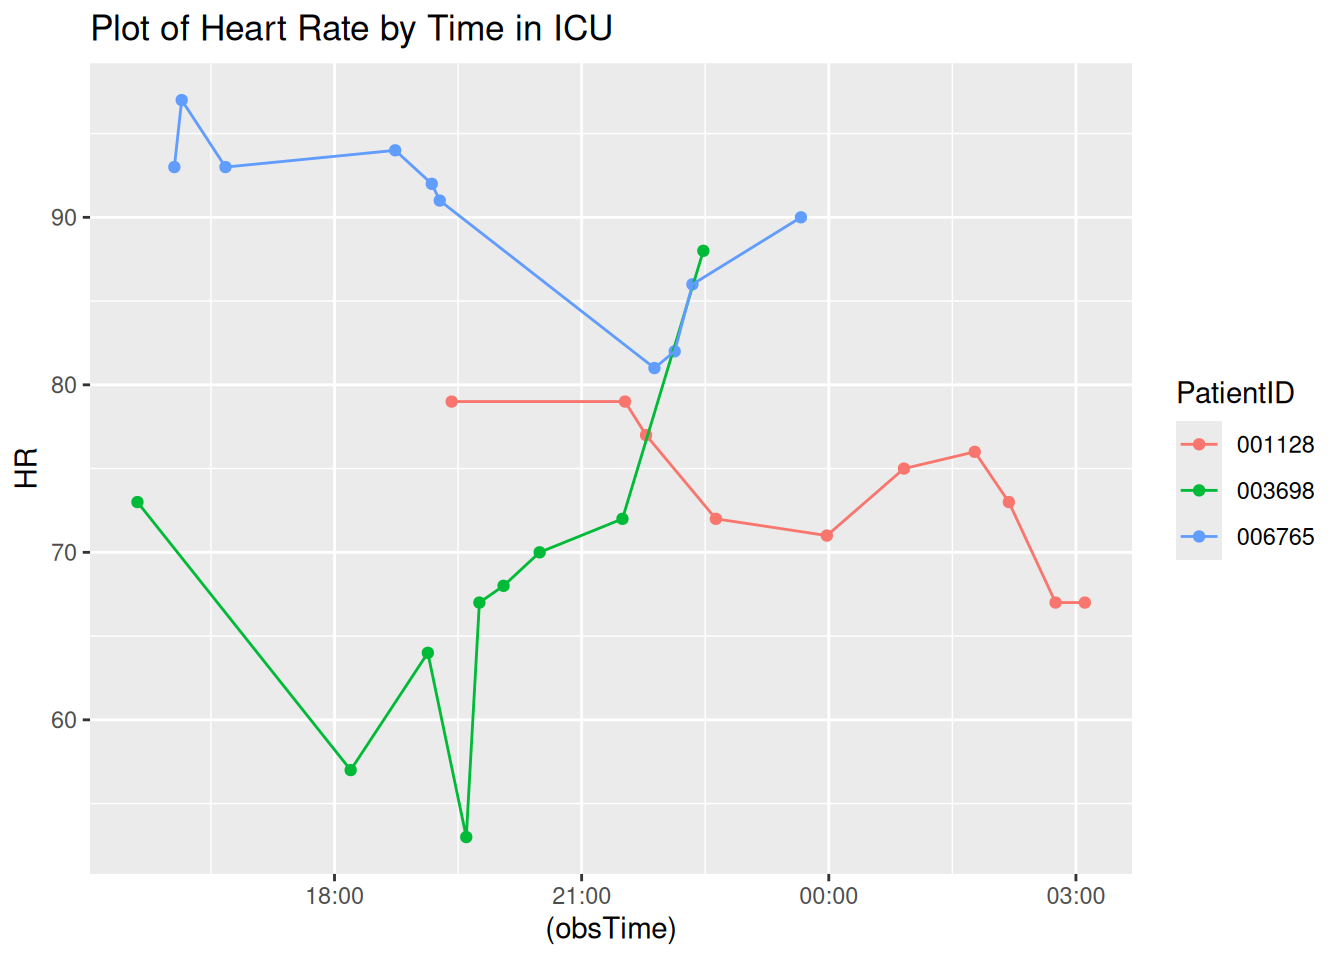 Plot of Heart Rate by Time in ICU
90
80
70
60
HR
18:00 21:00 00:00 03:00
(obsTime)
PatientID
001128
003698
006765